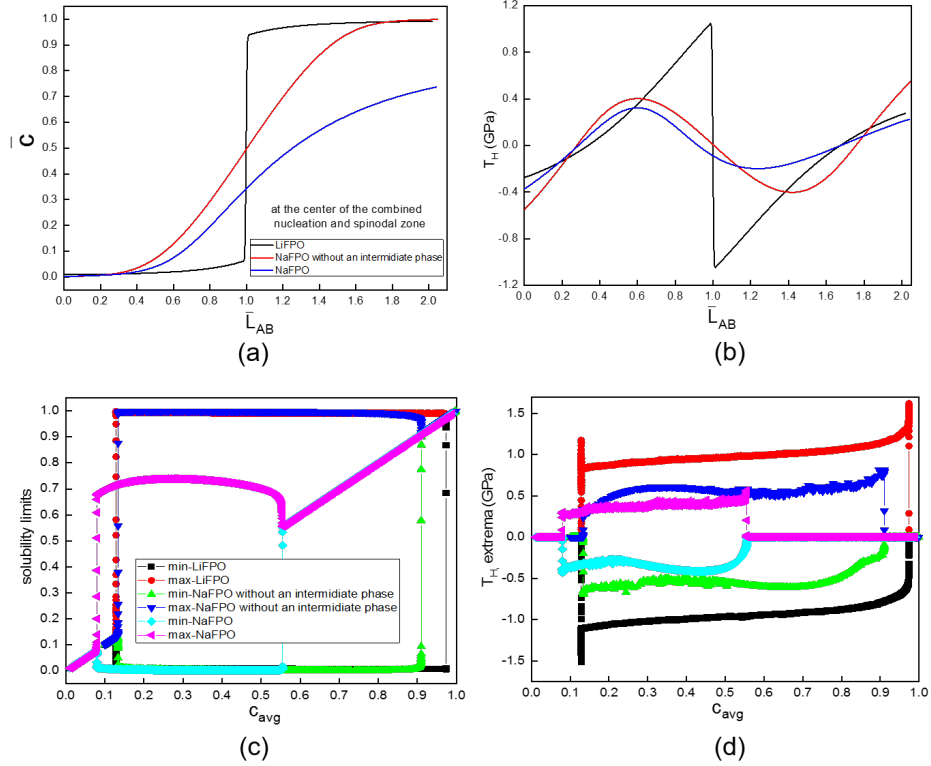 1.0
0.9
0.8
0.7
0.6
0.5
0.4
0.3
0.2
0.1
0.0
c̄
at the center of the combined
nucleation and spinodal zone
LiFPO
NaFPO without an intermidiate phase
NaFPO
0.0 0.2 0.4 0.6 0.8 1.0 1.2 1.4 1.6 1.8 2.0
L̄AB
(a)
1.2
0.8
0.4
0.0
-0.4
-0.8
-1.2
TH (GPa)
0.0 0.2 0.4 0.6 0.8 1.0 1.2 1.4 1.6 1.8 2.0
L̄AB
(b)
1.0
0.9
0.8
0.7
0.6
0.5
0.4
0.3
0.2
0.1
0.0
solubility limits
min-LiFPO
max-LiFPO
min-NaFPO without an intermidiate phase
max-NaFPO without an intermidiate phase
min-NaFPO
max-NaFPO
0.0 0.1 0.2 0.3 0.4 0.5 0.6 0.7 0.8 0.9 1.0
cavg
(c)
1.5
1.0
0.5
0.0
-0.5
-1.0
-1.5
TH, extrema (GPa)
0.0 0.1 0.2 0.3 0.4 0.5 0.6 0.7 0.8 0.9 1.0
cavg
(d)